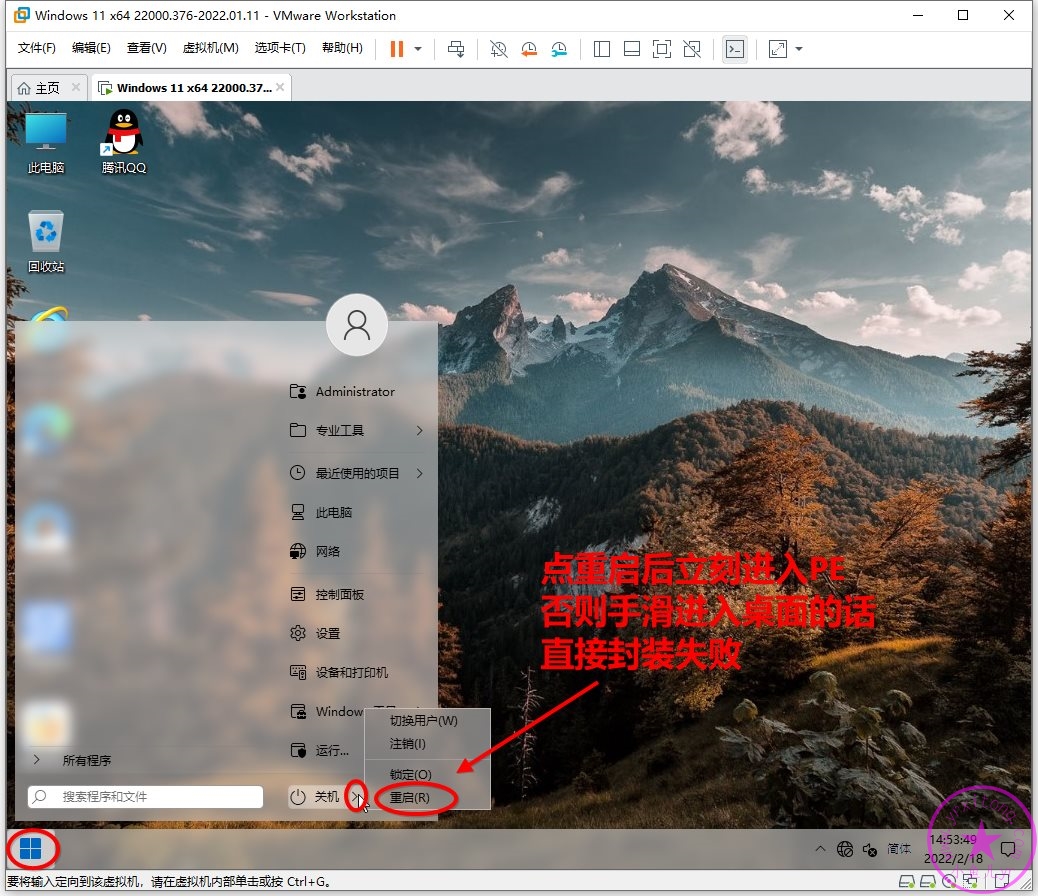 Windows 11 x64 22000.376-2022.01.11 - VMware Workstation
文件(F) 编辑(E) 查看(V) 虚拟机(M) 选项卡(T) 帮助(H)
主页 Windows 11 x64 22000.37...
此电脑
腾讯QQ
回收站
Administrator
专业工具
最近使用的项目
此电脑
网络
控制面板
设置
设备和打印机
Window
运行...
所有程序
搜索程序和文件
关机
切换用户(W)
注销(I)
锁定(O)
重启(R)
点重启后立刻进入PE
否则手滑进入桌面的话
直接封装失败
简体
14:53:49
2022/2/18
要将输入定向到该虚拟机，请在虚拟机内部单击或按 Ctrl+G。